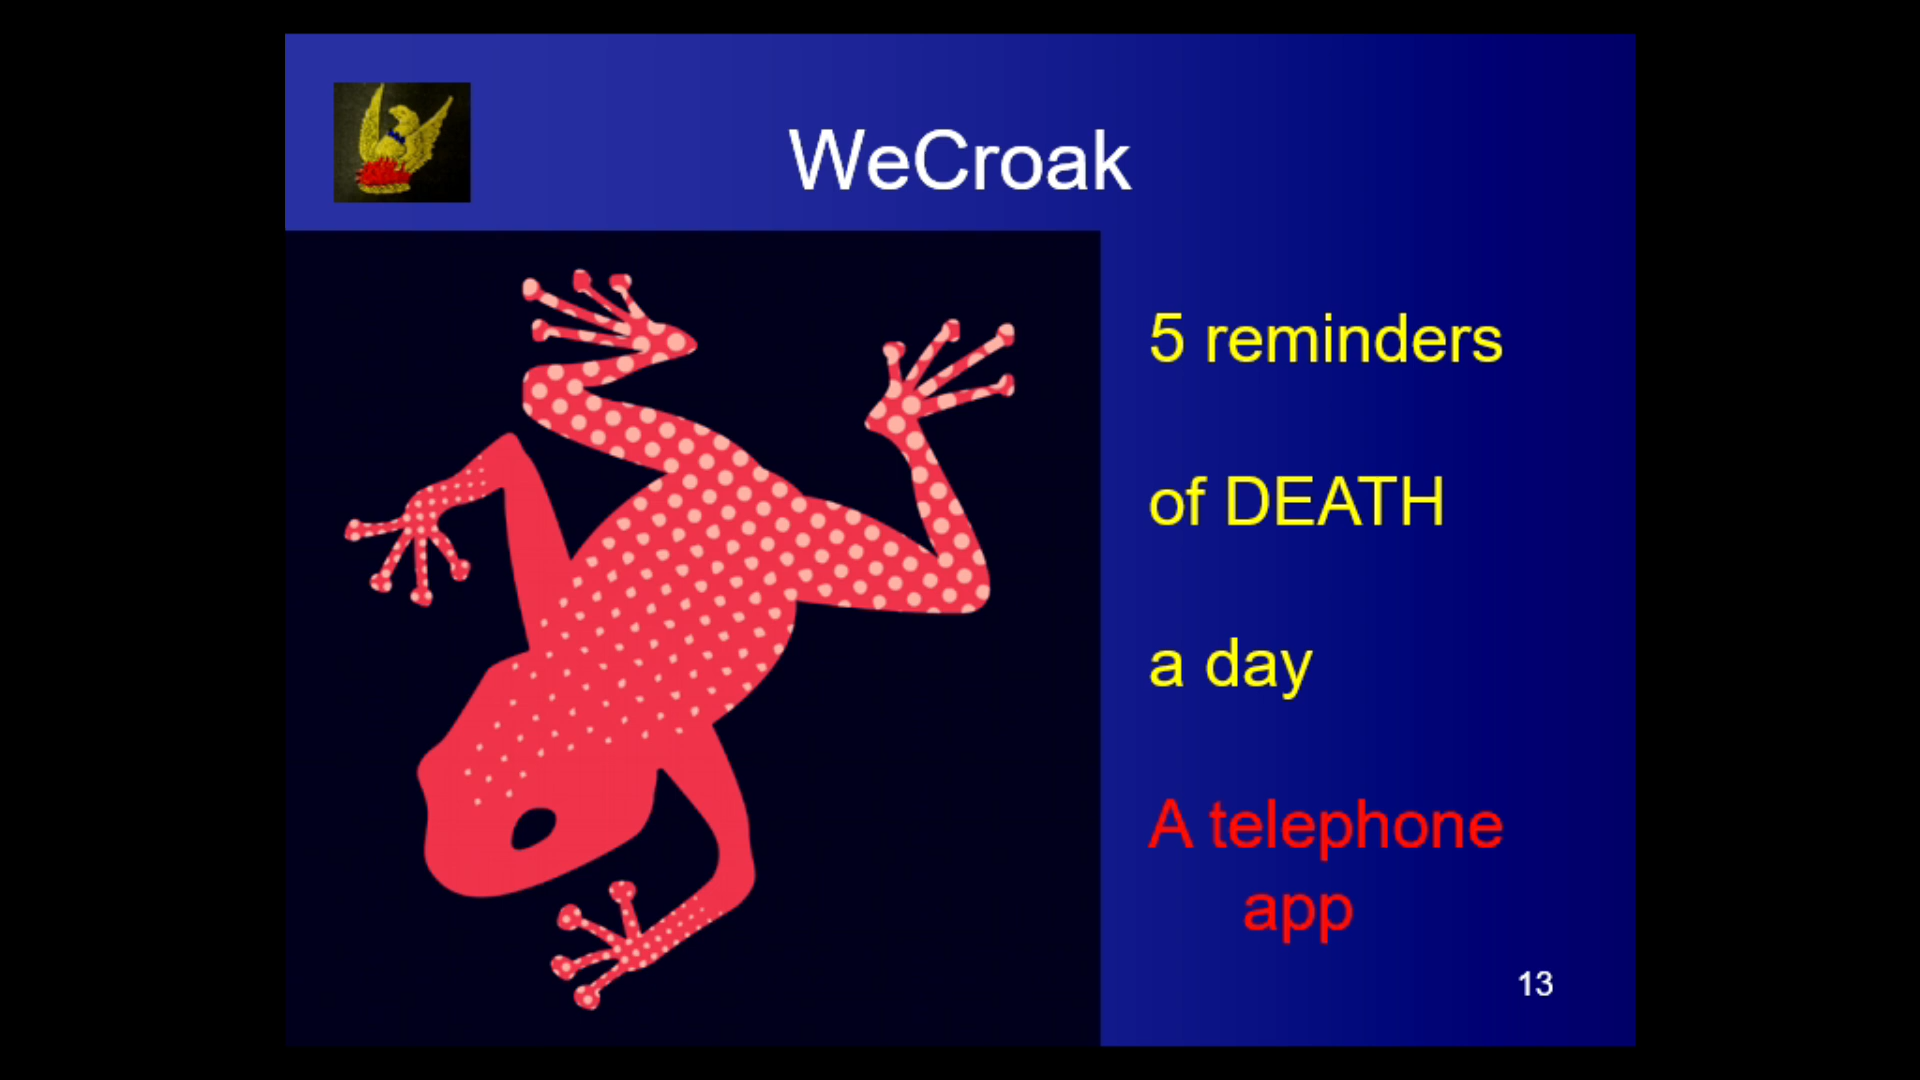 WeCroak
5 reminders
of DEATH
a day
A telephone
app
13